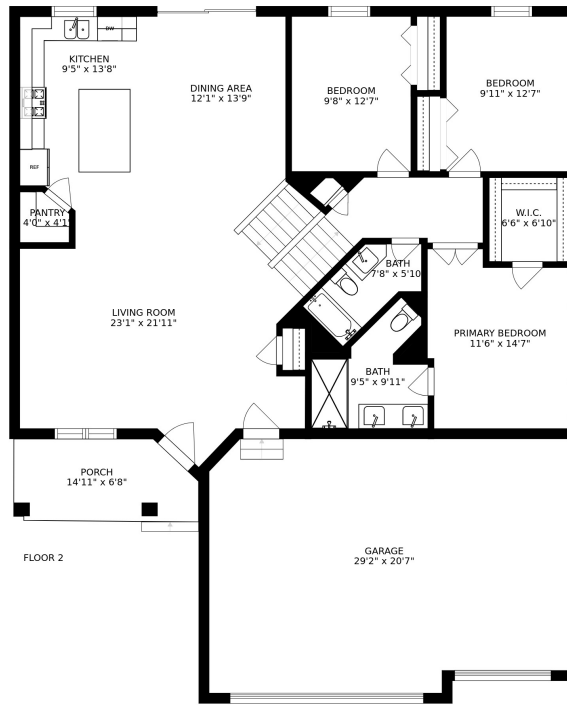 DW
KITCHEN
9'5" x 13'8"
DINING AREA
12'1" x 13'9"
BEDROOM
9'8" x 12'7"
BEDROOM
9'11" x 12'7"
REF
PANTRY
4'0" x 4'1"
W.I.C.
6'6" x 6'10"
BATH
7'8" x 5'10
LIVING ROOM
23'1" x 21'11"
PRIMARY BEDROOM
11'6" x 14'7"
BATH
9'5" x 9'11"
PORCH
14'11" x 6'8"
FLOOR 2
GARAGE
29'2" x 20'7"